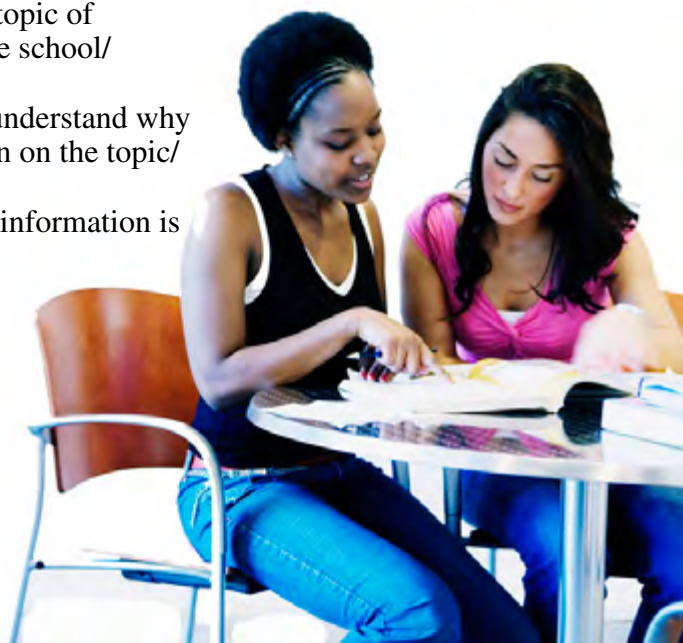 topic of
e school/
understand why
n on the topic/
information is